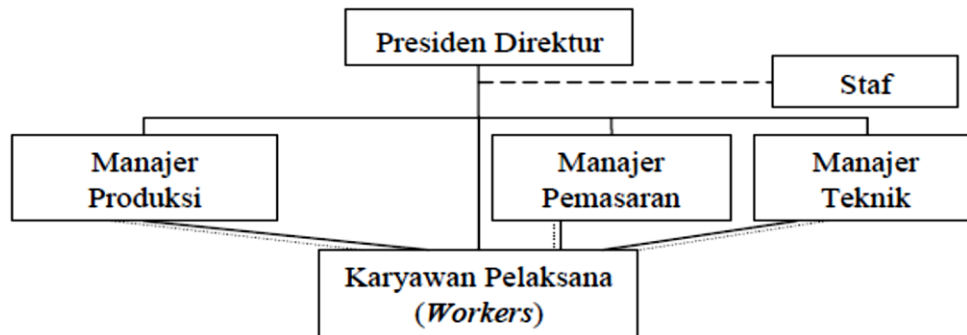 Presiden Direktur
Staf
Manajer
Produksi
Manajer
Pemasaran
Manajer
Teknik
Karyawan Pelaksana
(Workers)